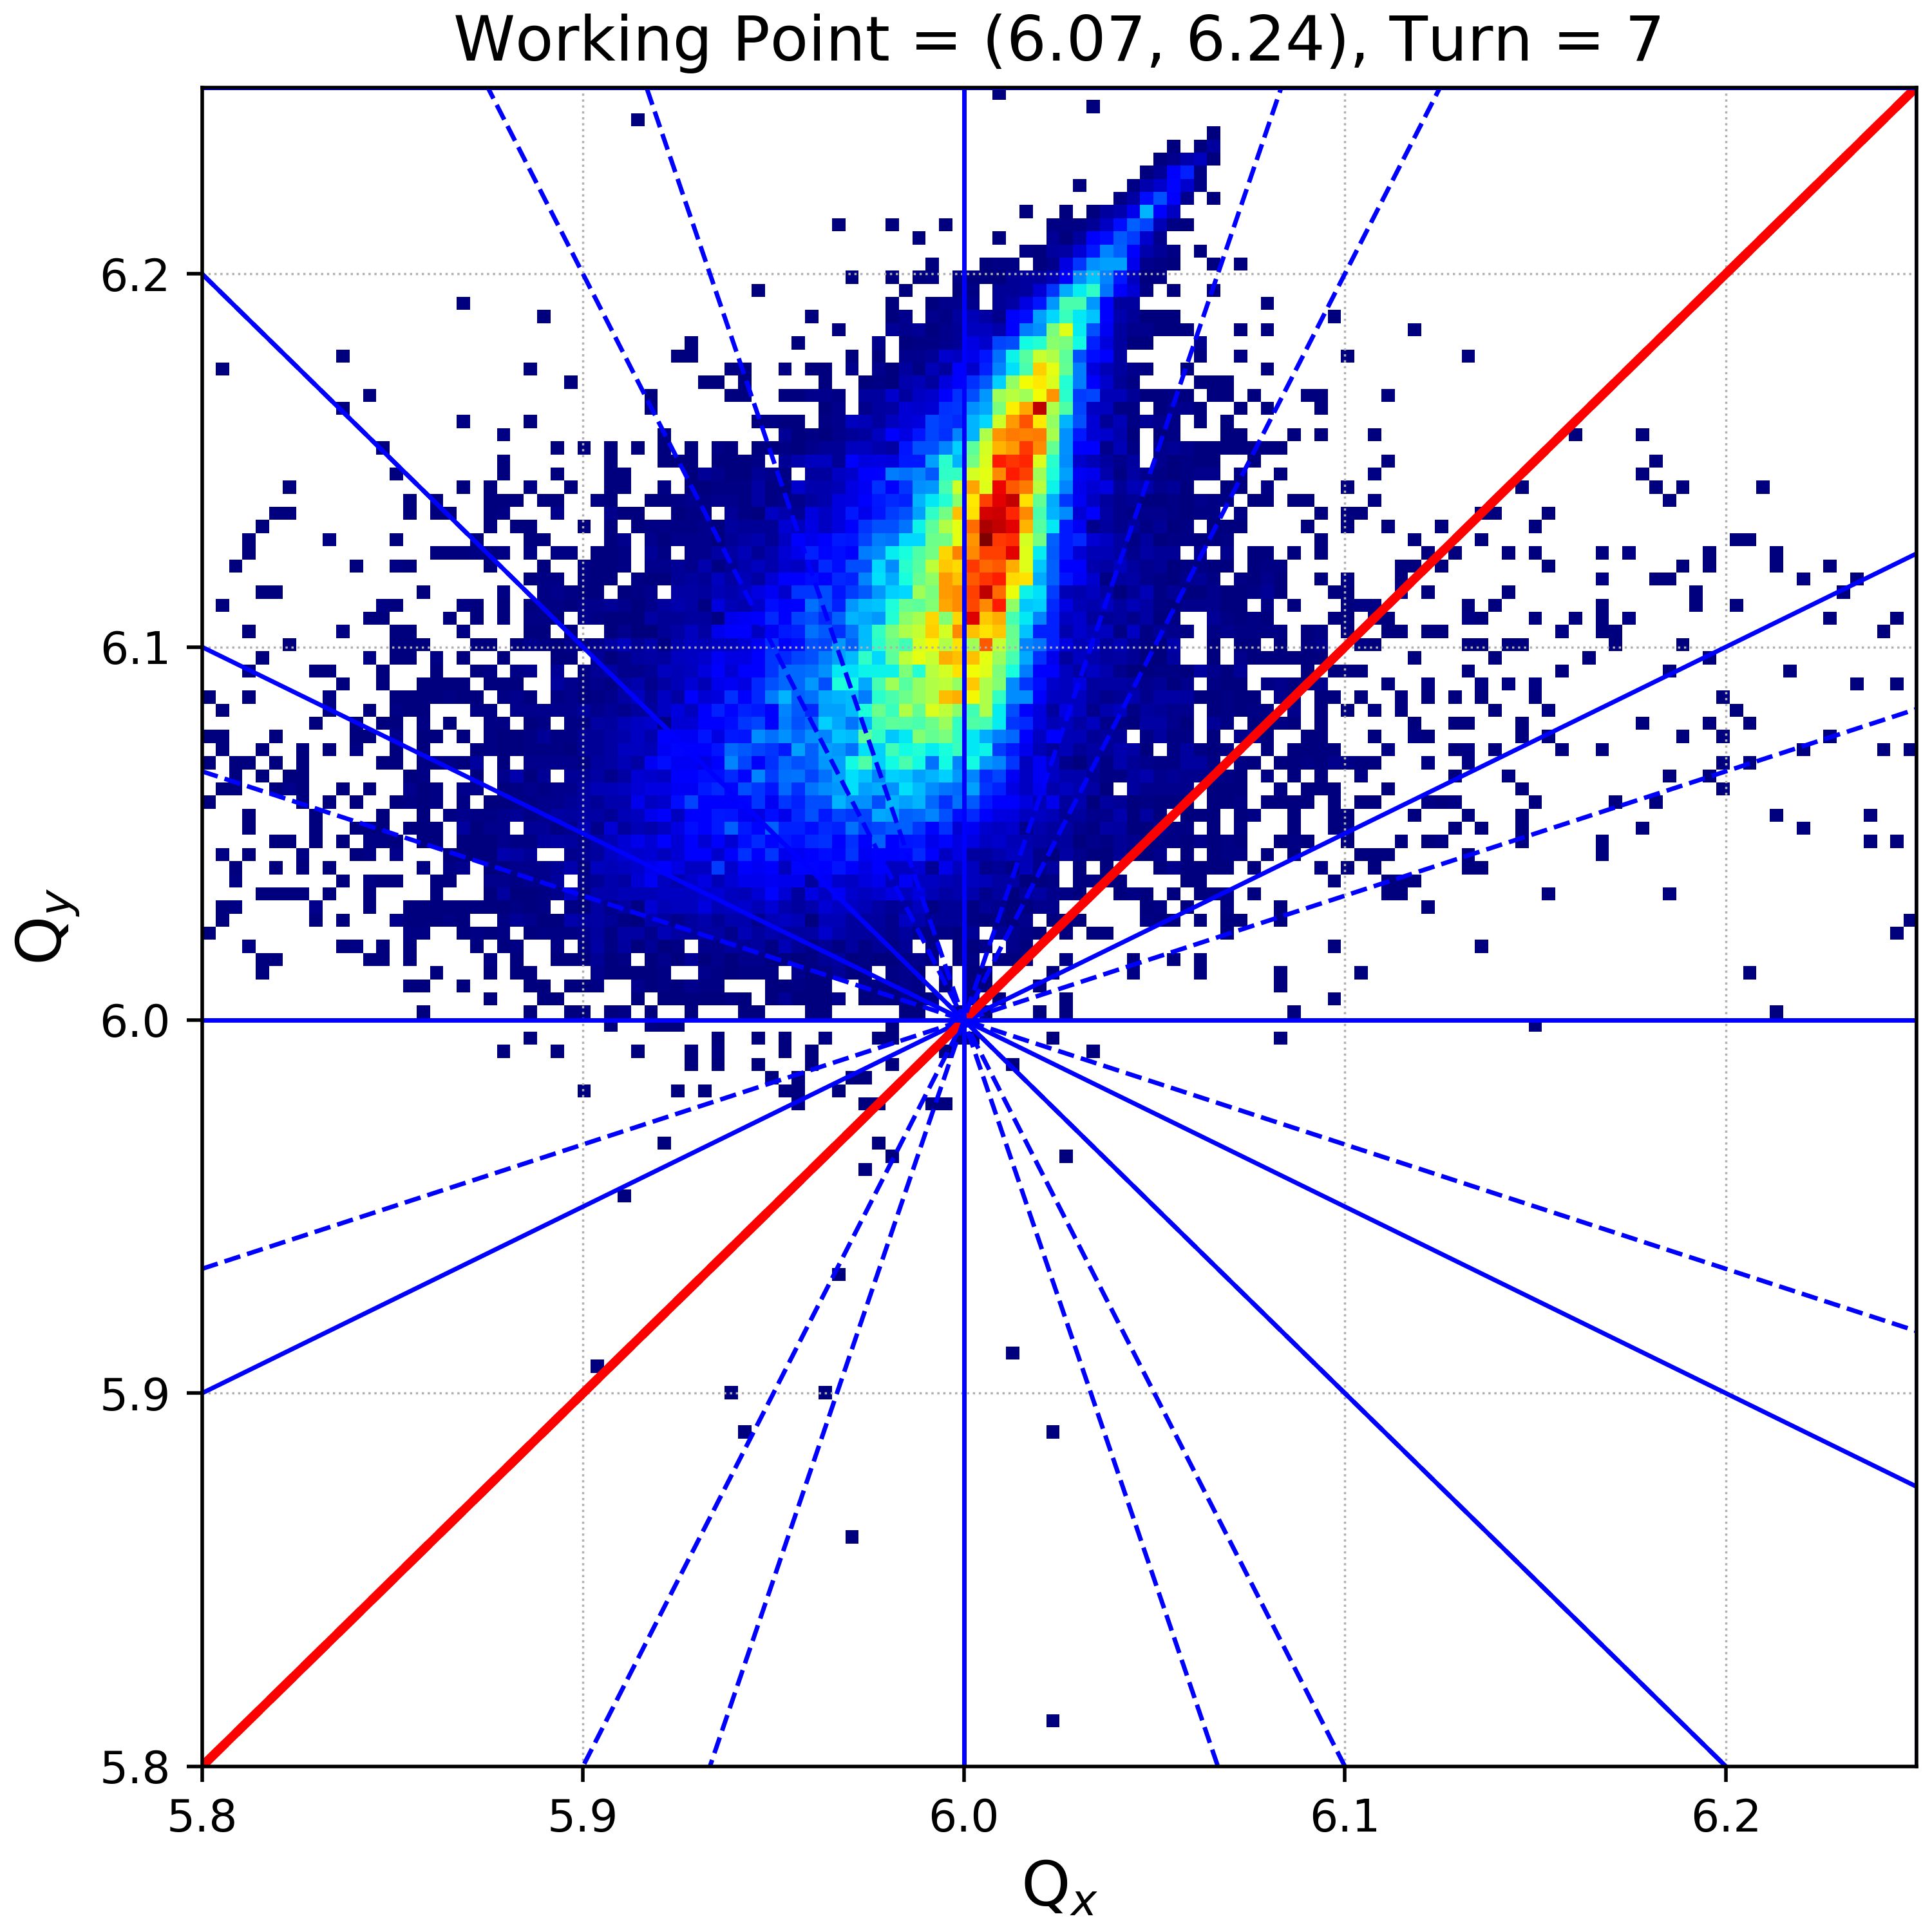 Working Point = (6.07, 6.24), Turn = 7
6.2
6.1
6.0
5.9
5.8
Qy
5.8 5.9 6.0 6.1 6.2
Qx